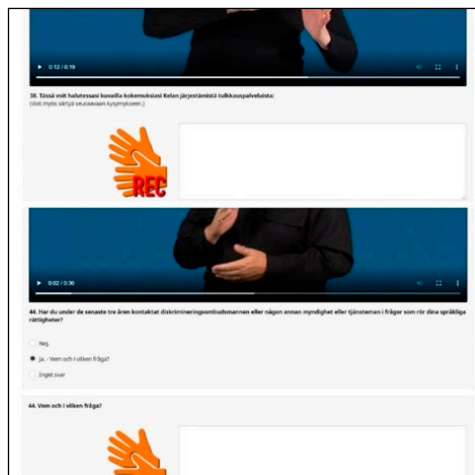 0:12 / 0:19
38. Tässä voit halutessasi kuvailla kokemuksiasi Kelan järjestämistä tulkkauspalveluista:
(Voit myös siirtyä seuraavaan kysymykseen.)
REC
0:02 / 0:36
44. Har du under de senaste tre åren kontaktat diskrimineringsombudsmannen eller någon annan myndighet eller tjänsteman i frågor som rör dina språkliga
rättigheter?
Nej
Ja, - Vem och i vilken fråga?
Inget svar
44. Vem och i vilken fråga?